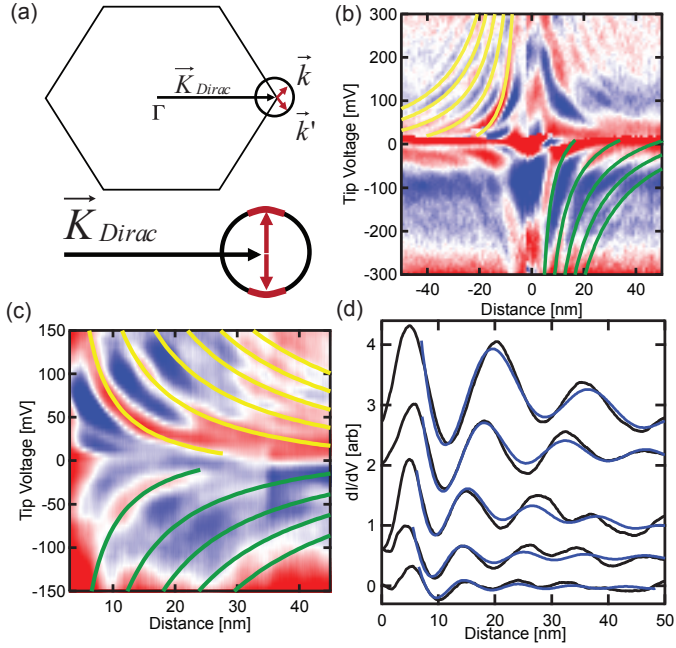 (a)
K Dirac
k
Γ
k'
K Dirac
(b)
Tip Voltage [mV]
300
200
100
0
-100
-200
-300
-40 -20 0 20 40
Distance [nm]
(c)
Tip Voltage [mV]
150
100
50
0
-50
-100
-150
10 20 30 40
Distance [nm]
(d)
dI/dV [arb]
4
3
2
1
0
0 10 20 30 40 50
Distance [nm]